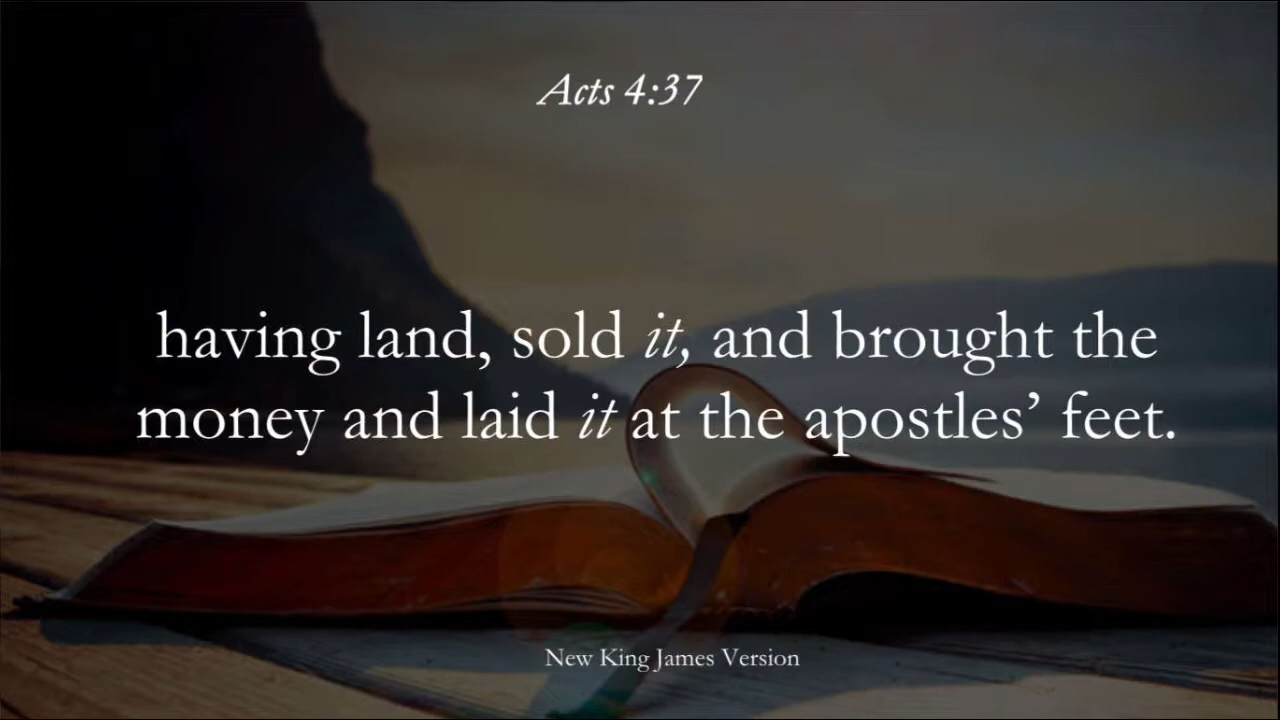 Acts 4:37
having land, sold it, and brought the
money and laid it at the apostles’ feet.
New King James Version